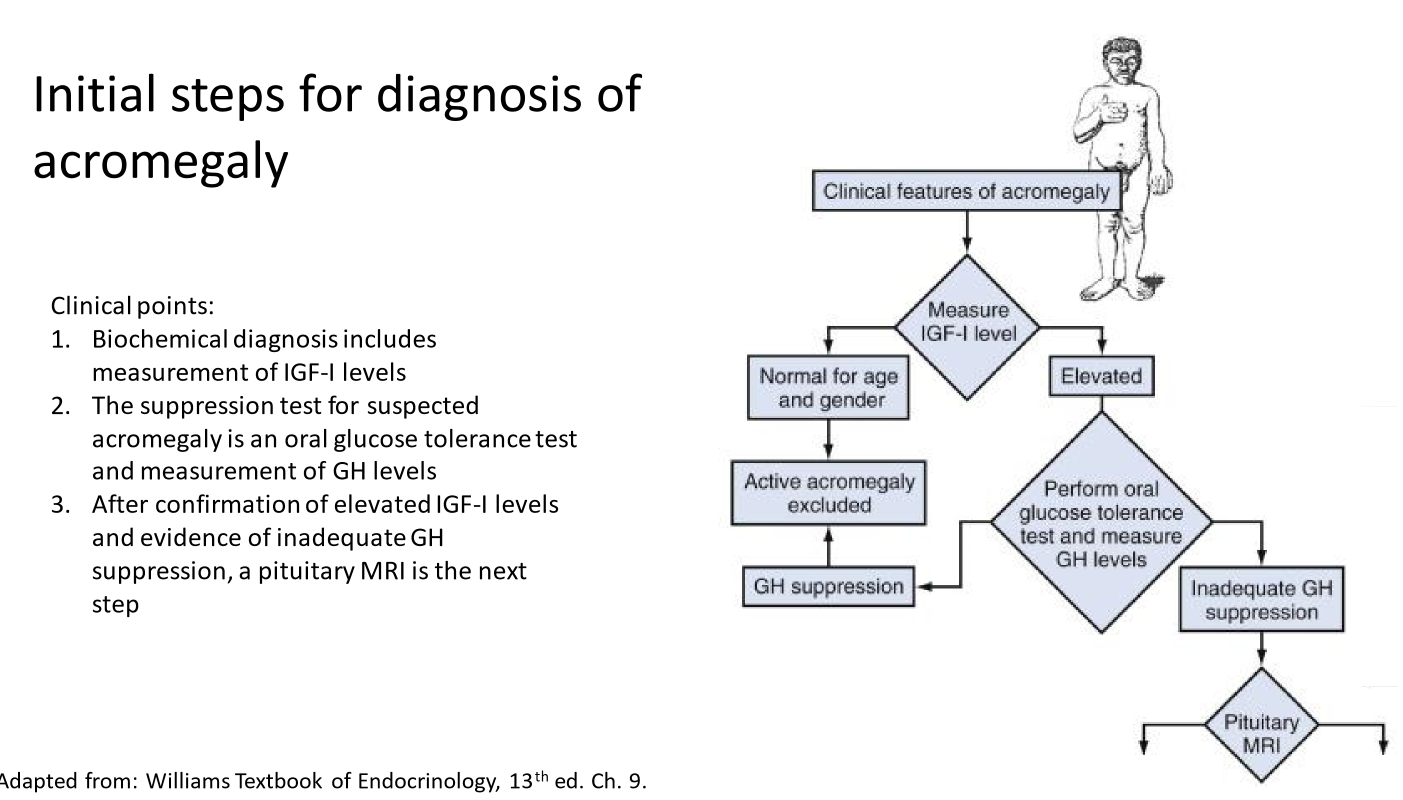 Initial steps for diagnosis of
acromegaly
Clinical points:
1. Biochemical diagnosis includes
measurement of IGF-I levels
2. The suppression test for suspected
acromegaly is an oral glucose tolerance test
and measurement of GH levels
3. After confirmation of elevated IGF-I levels
and evidence of inadequate GH
suppression, a pituitary MRI is the next
step
Adapted from: Williams Textbook of Endocrinology, 13th ed. Ch. 9.
Clinical features of acromegaly
Measure
IGF-I level
Normal for age
and gender
Elevated
Active acromegaly
excluded
Perform oral
glucose tolerance
test and measure
GH levels
GH suppression
Inadequate GH
suppression
Pituitary
MRI